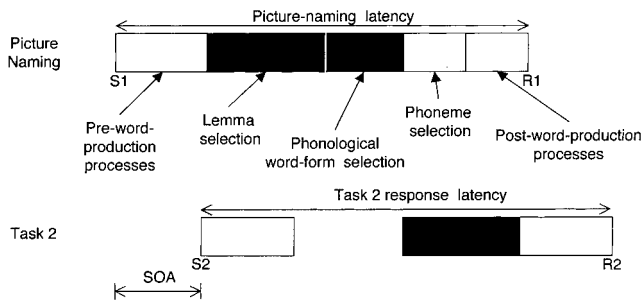 Picture-naming latency
Picture
Naming
S1
R1
Pre-word-
production
processes
Lemma
selection
Phonological
word-form selection
Phoneme
selection
Post-word-production
processes
Task 2 response latency
Task 2
S2
R2
SOA